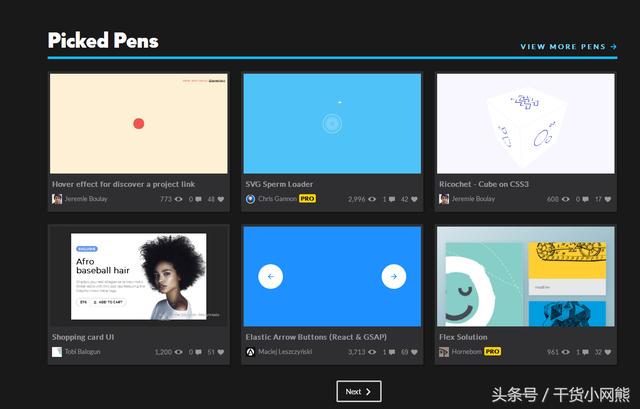 Picked Pens
VIEW MORE PENS →
Hover effect for discover a project link
Jeremie Boulay 773 0 48
SVG Sperm Loader
Chris Gannon PRO 2,996 1 42
Ricochet - Cube on CSS3
Jeremie Boulay 608 0 17
EXCLUSIVE
Afro
baseball hair
$76 ADD TO CART
Shopping card UI
Tobi Balogun 1,200 0 51
Elastic Arrow Buttons (React & GSAP)
Maciej Leszczyński 3,713 1 69
Flex Solution
Hornebom PRO 961 1 32
Next
头条号 / 干货小网熊